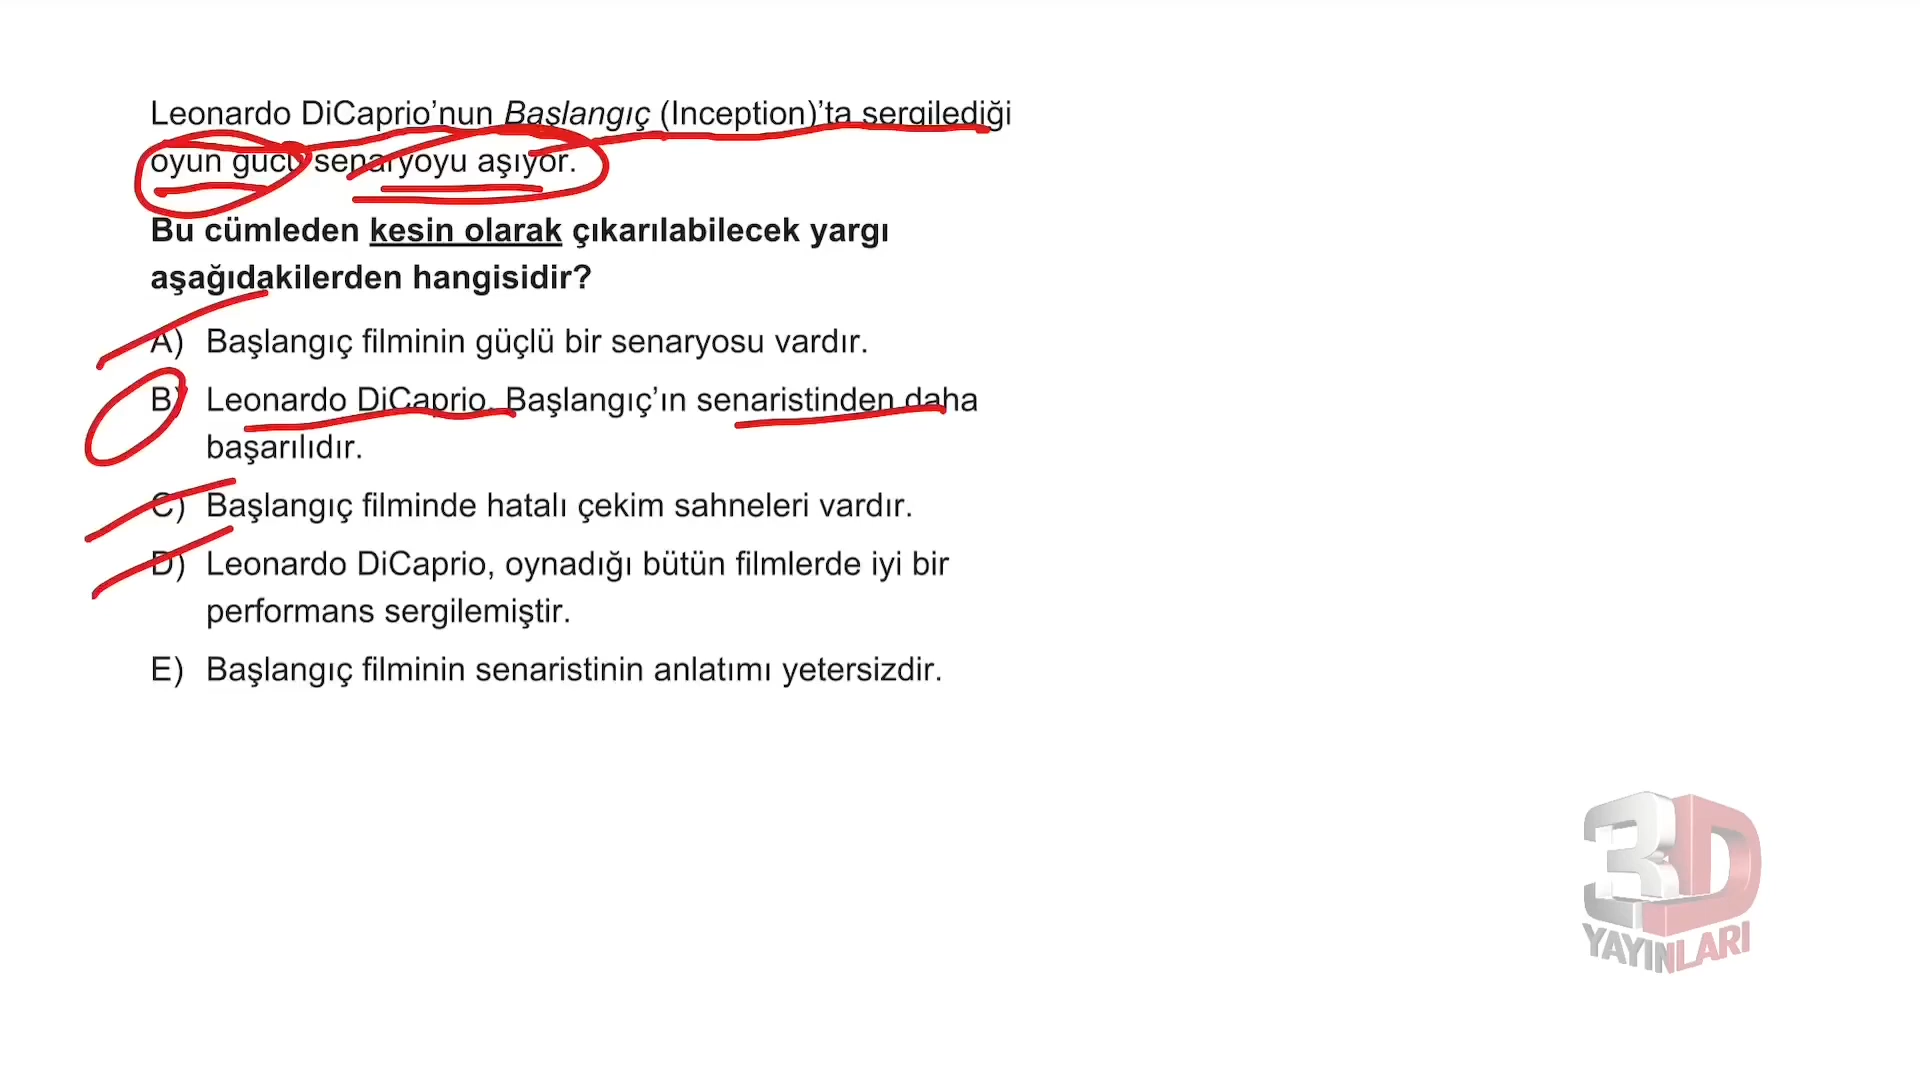 Leonardo DiCaprio’nun Başlangıç (Inception)’ta sergilediği
oyun gücü senaryoyu aşıyor.
Bu cümleden kesin olarak çıkarılabilecek yargı
aşağıdakilerden hangisidir?
A) Başlangıç filminin güçlü bir senaryosu vardır.
B) Leonardo DiCaprio, Başlangıç’ın senaristinden daha
başarılıdır.
C) Başlangıç filminde hatalı çekim sahneleri vardır.
D) Leonardo DiCaprio, oynadığı bütün filmlerde iyi bir
performans sergilemiştir.
E) Başlangıç filminin senaristinin anlatımı yetersizdir.
3D
YAYINLARI